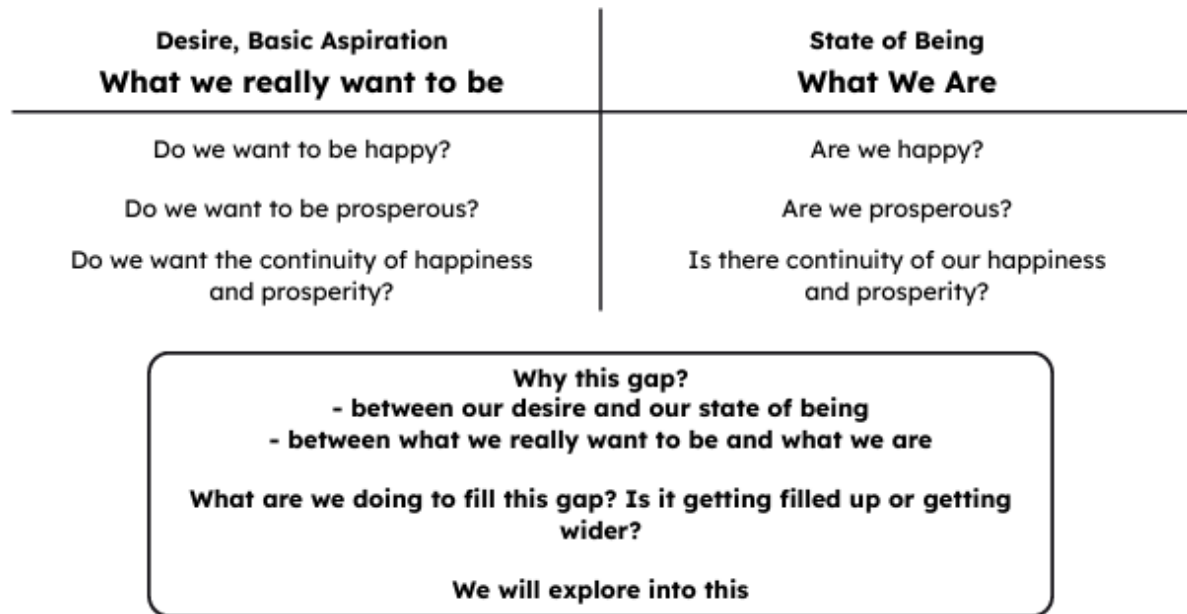 Desire, Basic Aspiration
What we really want to be
State of Being
What We Are
Do we want to be happy?
Are we happy?
Do we want to be prosperous?
Are we prosperous?
Do we want the continuity of happiness
and prosperity?
Is there continuity of our happiness
and prosperity?
Why this gap?
- between our desire and our state of being
- between what we really want to be and what we are
What are we doing to fill this gap? Is it getting filled up or getting
wider?
We will explore into this